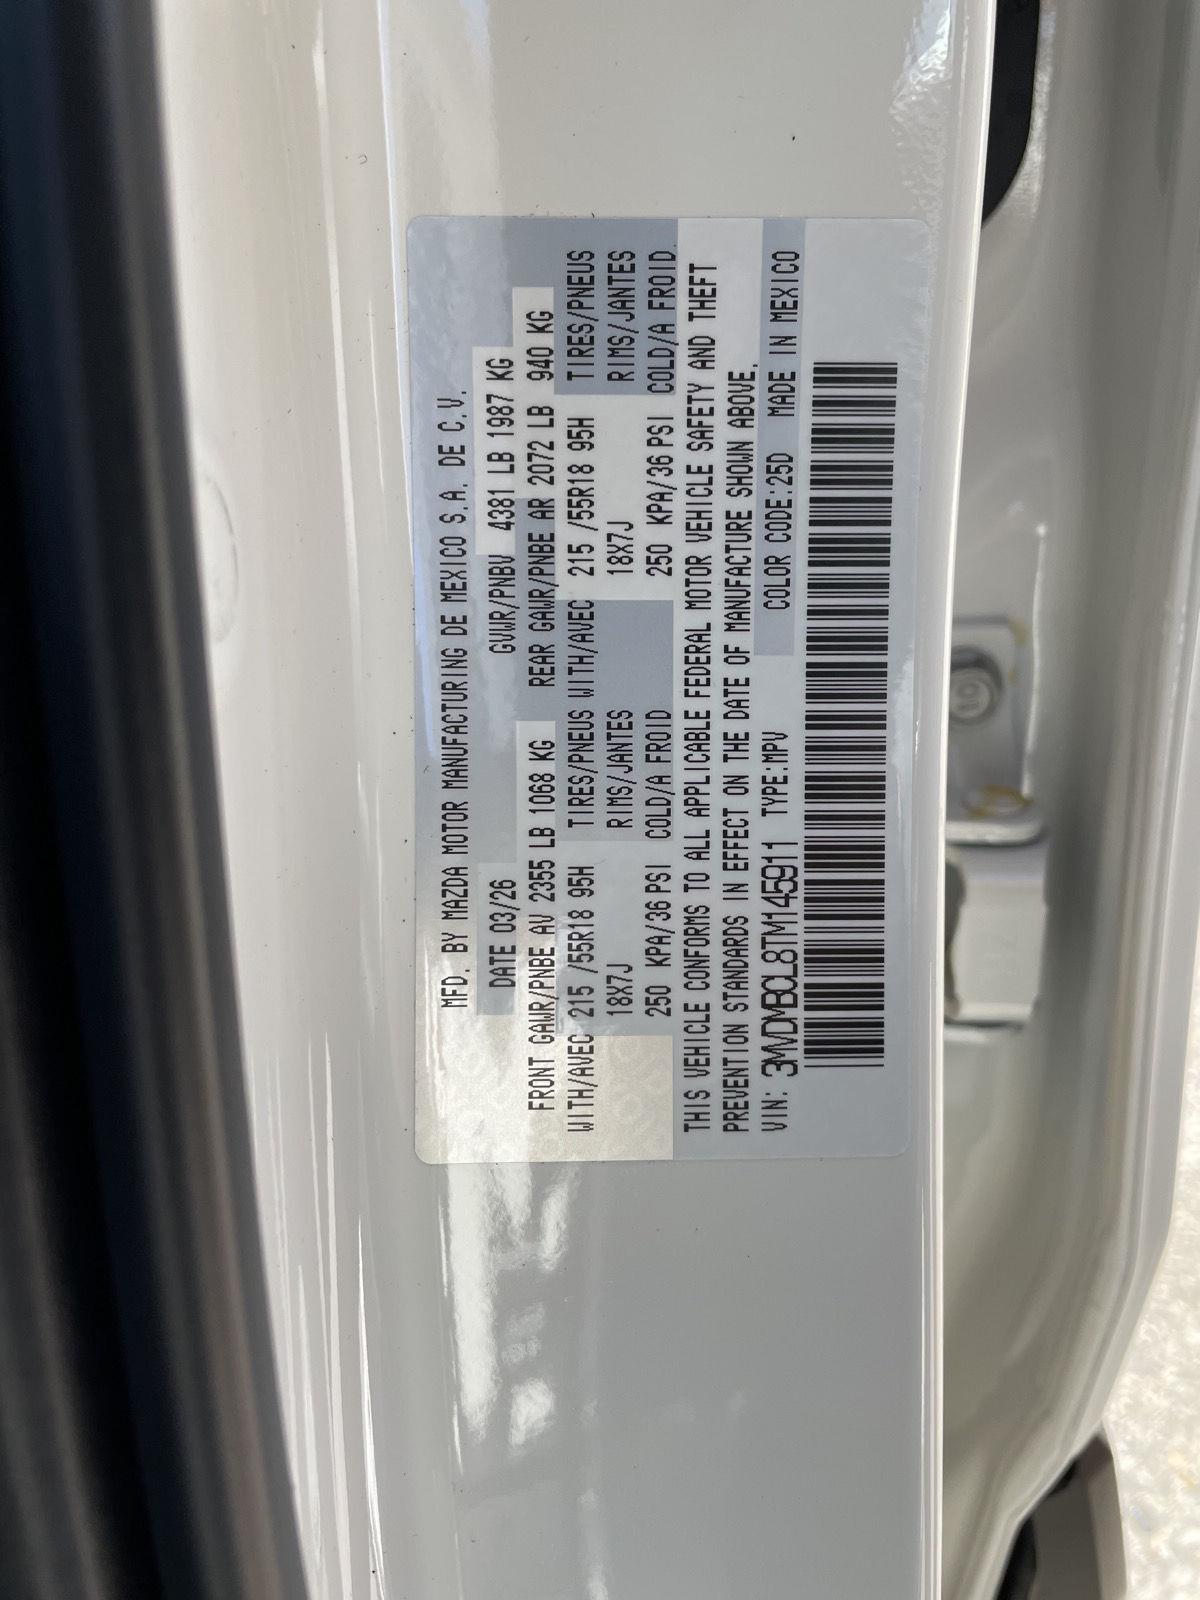 MFD. BY MAZDA MOTOR MANUFACTURING DE MEXICO S.A. DE C.V.
DATE 03/26 GVWR/PNBV 4381 LB 1987 KG
FRONT GAWR/PNBE AV 2355 LB 1068 KG REAR GAWR/PNBE AR 2072 LB 940 KG
WITH/AVEC 215 /55R18 95H TIRES/PNEUS WITH/AVEC 215 /55R18 95H TIRES/PNEUS
18X7J RIMS/JANTES 18X7J RIMS/JANTES
250 KPA/36 PSI COLD/A FROID 250 KPA/36 PSI COLD/A FROID
THIS VEHICLE CONFORMS TO ALL APPLICABLE FEDERAL MOTOR VEHICLE SAFETY AND THEFT
PREVENTION STANDARDS IN EFFECT ON THE DATE OF MANUFACTURE SHOWN ABOVE.
VIN: 3MVDMBCL8TM145911 TYPE:MPV COLOR CODE:25D MADE IN MEXICO